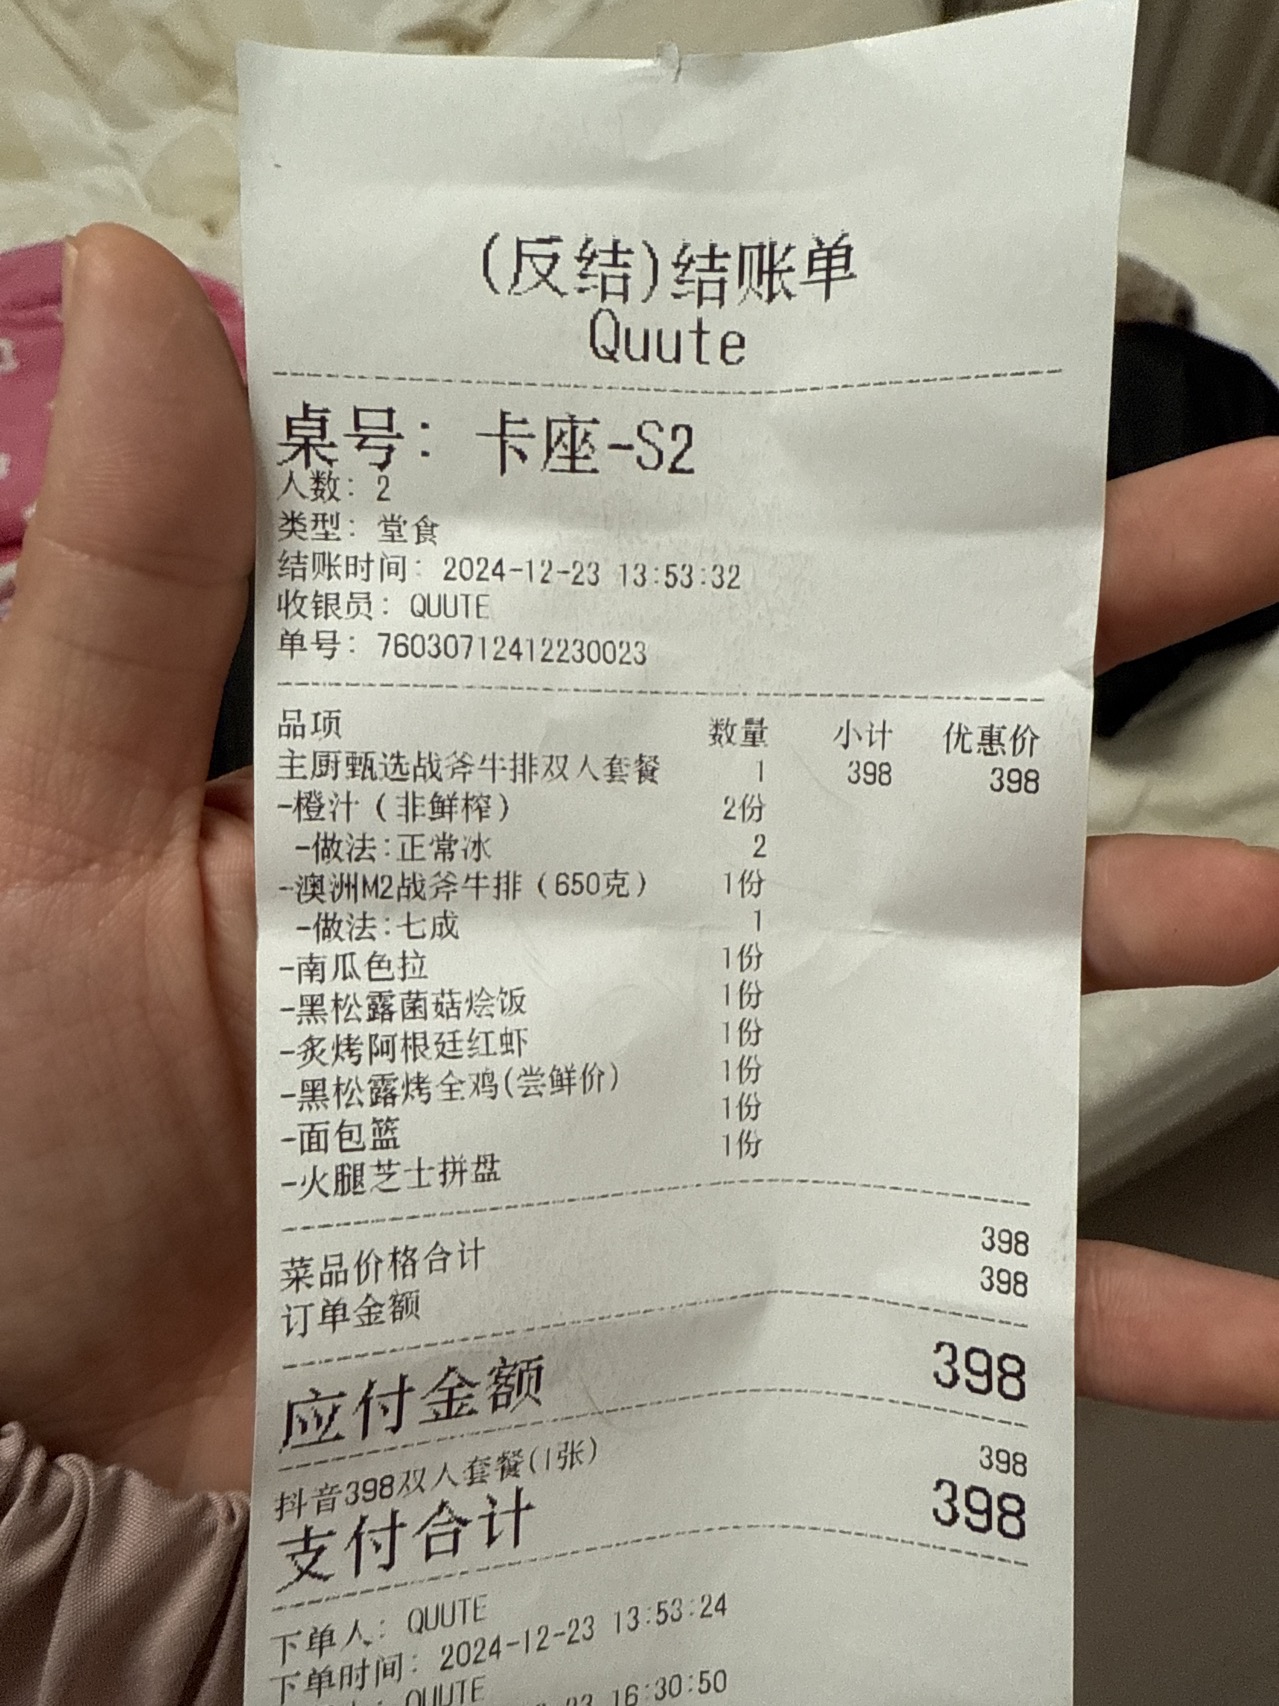 (反结)结账单
Quute
桌号: 卡座-S2
人数: 2
类型: 堂食
结账时间: 2024-12-23 13:53:32
收银员: QUUTE
单号: 76030712412230023
品项 数量 小计 优惠价
主厨甄选战斧牛排双人套餐 1 398 398
-橙汁(非鲜榨) 2份
-做法:正常冰 2
-澳洲M2战斧牛排(650克) 1份
-做法:七成 1
-南瓜色拉 1份
-黑松露菌菇烩饭 1份
-炙烤阿根廷红虾 1份
-黑松露烤全鸡(尝鲜价) 1份
-面包篮 1份
-火腿芝士拼盘 1份
菜品价格合计 398
订单金额 398
应付金额 398
抖音398双人套餐(1张) 398
支付合计 398
下单人: QUUTE
下单时间: 2024-12-23 13:53:24
QUUTE
23 16:30:50